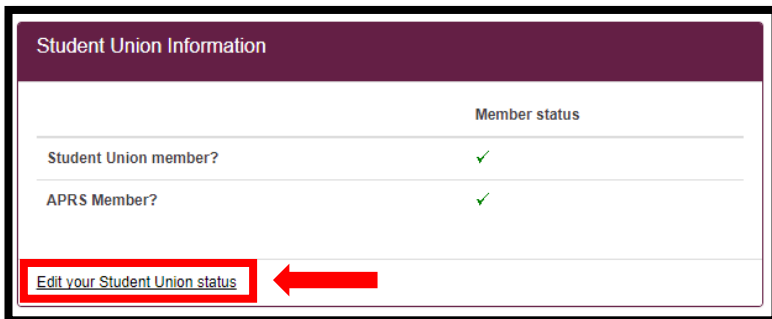 Student Union Information
Member status
Student Union member?
APRS Member?
Edit your Student Union status